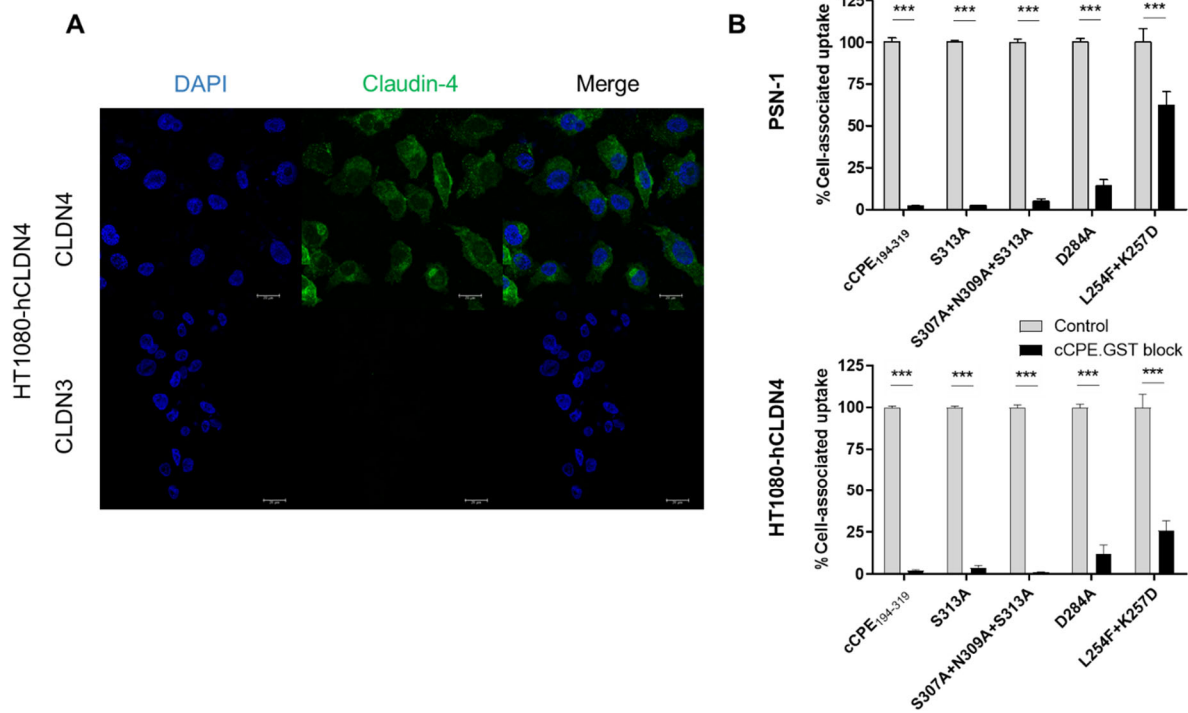 A
DAPI Claudin-4 Merge
HT1080-hCLDN4
CLDN4
CLDN3
B
PSN-1
% Cell-associated uptake
125
100
75
50
25
0
*** *** *** *** ***
cCPE194-319 S313A S307A+N309A+S313A D284A L254F+K257D
Control
cCPE.GST block
HT1080-hCLDN4
% Cell-associated uptake
125
100
75
50
25
0
*** *** *** *** ***
cCPE194-319 S313A S307A+N309A+S313A D284A L254F+K257D